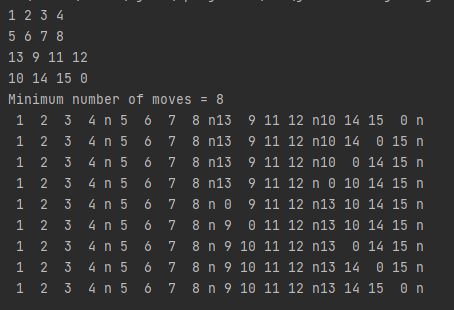 1 2 3 4
5 6 7 8
13 9 11 12
10 14 15 0
Minimum number of moves = 8
 1  2  3  4 n 5  6  7  8 n13  9 11 12 n10 14 15  0 n
 1  2  3  4 n 5  6  7  8 n13  9 11 12 n10 14  0 15 n
 1  2  3  4 n 5  6  7  8 n13  9 11 12 n10  0 14 15 n
 1  2  3  4 n 5  6  7  8 n13  9 11 12 n 0 10 14 15 n
 1  2  3  4 n 5  6  7  8 n 0  9 11 12 n13 10 14 15 n
 1  2  3  4 n 5  6  7  8 n 9  0 11 12 n13 10 14 15 n
 1  2  3  4 n 5  6  7  8 n 9 10 11 12 n13  0 14 15 n
 1  2  3  4 n 5  6  7  8 n 9 10 11 12 n13 14  0 15 n
 1  2  3  4 n 5  6  7  8 n 9 10 11 12 n13 14 15  0 n